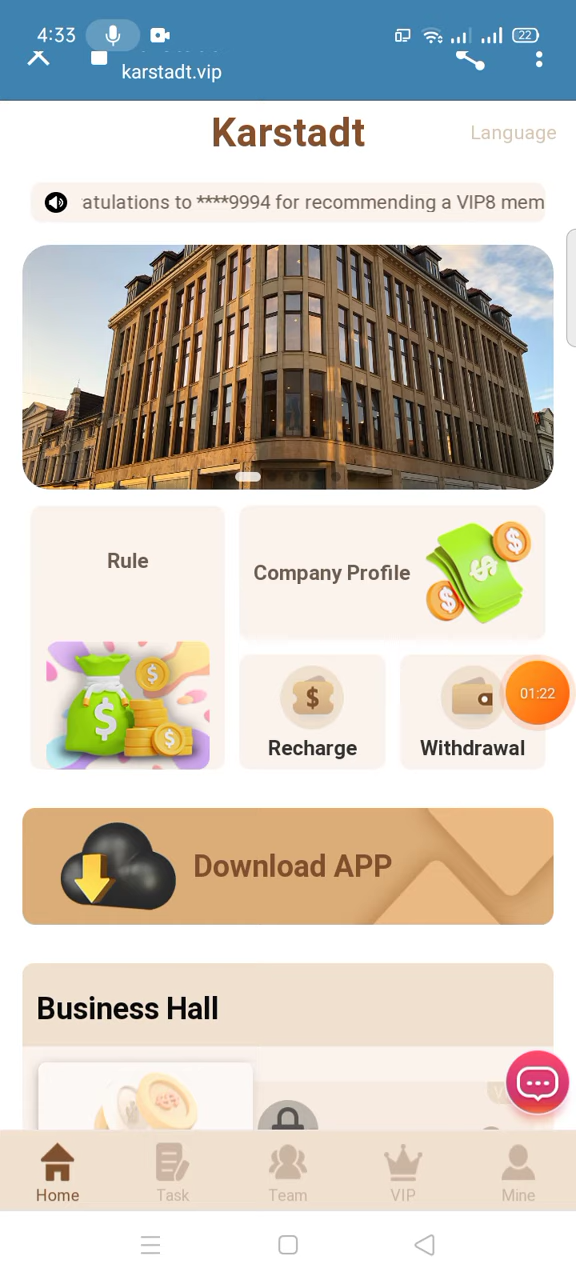 4:33
22
karstadt.vip
Karstadt
Language
atulations to ****9994 for recommending a VIP8 mem
Rule
Company Profile
Recharge
Withdrawal
01:22
Download APP
Business Hall
Home
Task
Team
VIP
Mine